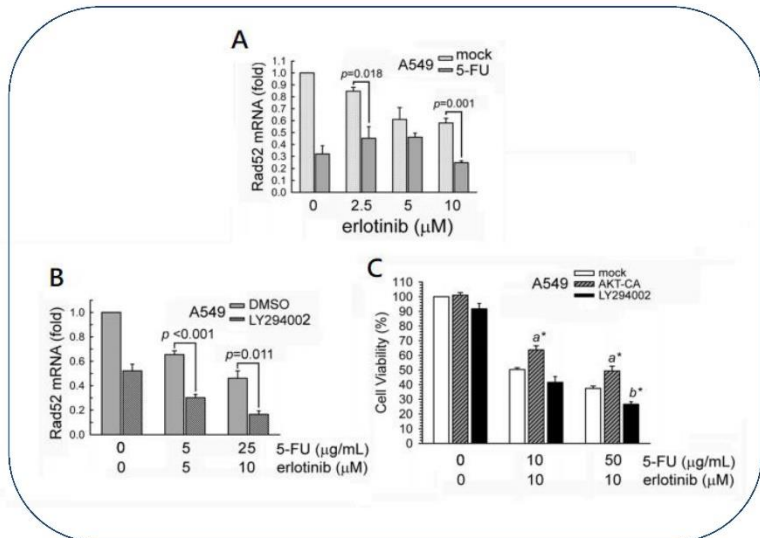 A
A549
mock
5-FU
Rad52 mRNA (fold)
1.1
1.0
0.9
0.8
0.7
0.6
0.5
0.4
0.3
0.2
0.1
0.0
p=0.018
p=0.001
0 2.5 5 10
erlotinib (μM)
B
A549
DMSO
LY294002
Rad52 mRNA (fold)
1.0
0.8
0.6
0.4
0.2
0.0
p <0.001
p=0.011
0 5 25 5-FU (μg/mL)
0 5 10 erlotinib (μM)
C
A549
mock
AKT-CA
LY294002
Cell Viability (%)
110
100
90
80
70
60
50
40
30
20
10
0
a*
a*
b*
0 10 50 5-FU (μg/mL)
0 10 10 erlotinib (μM)